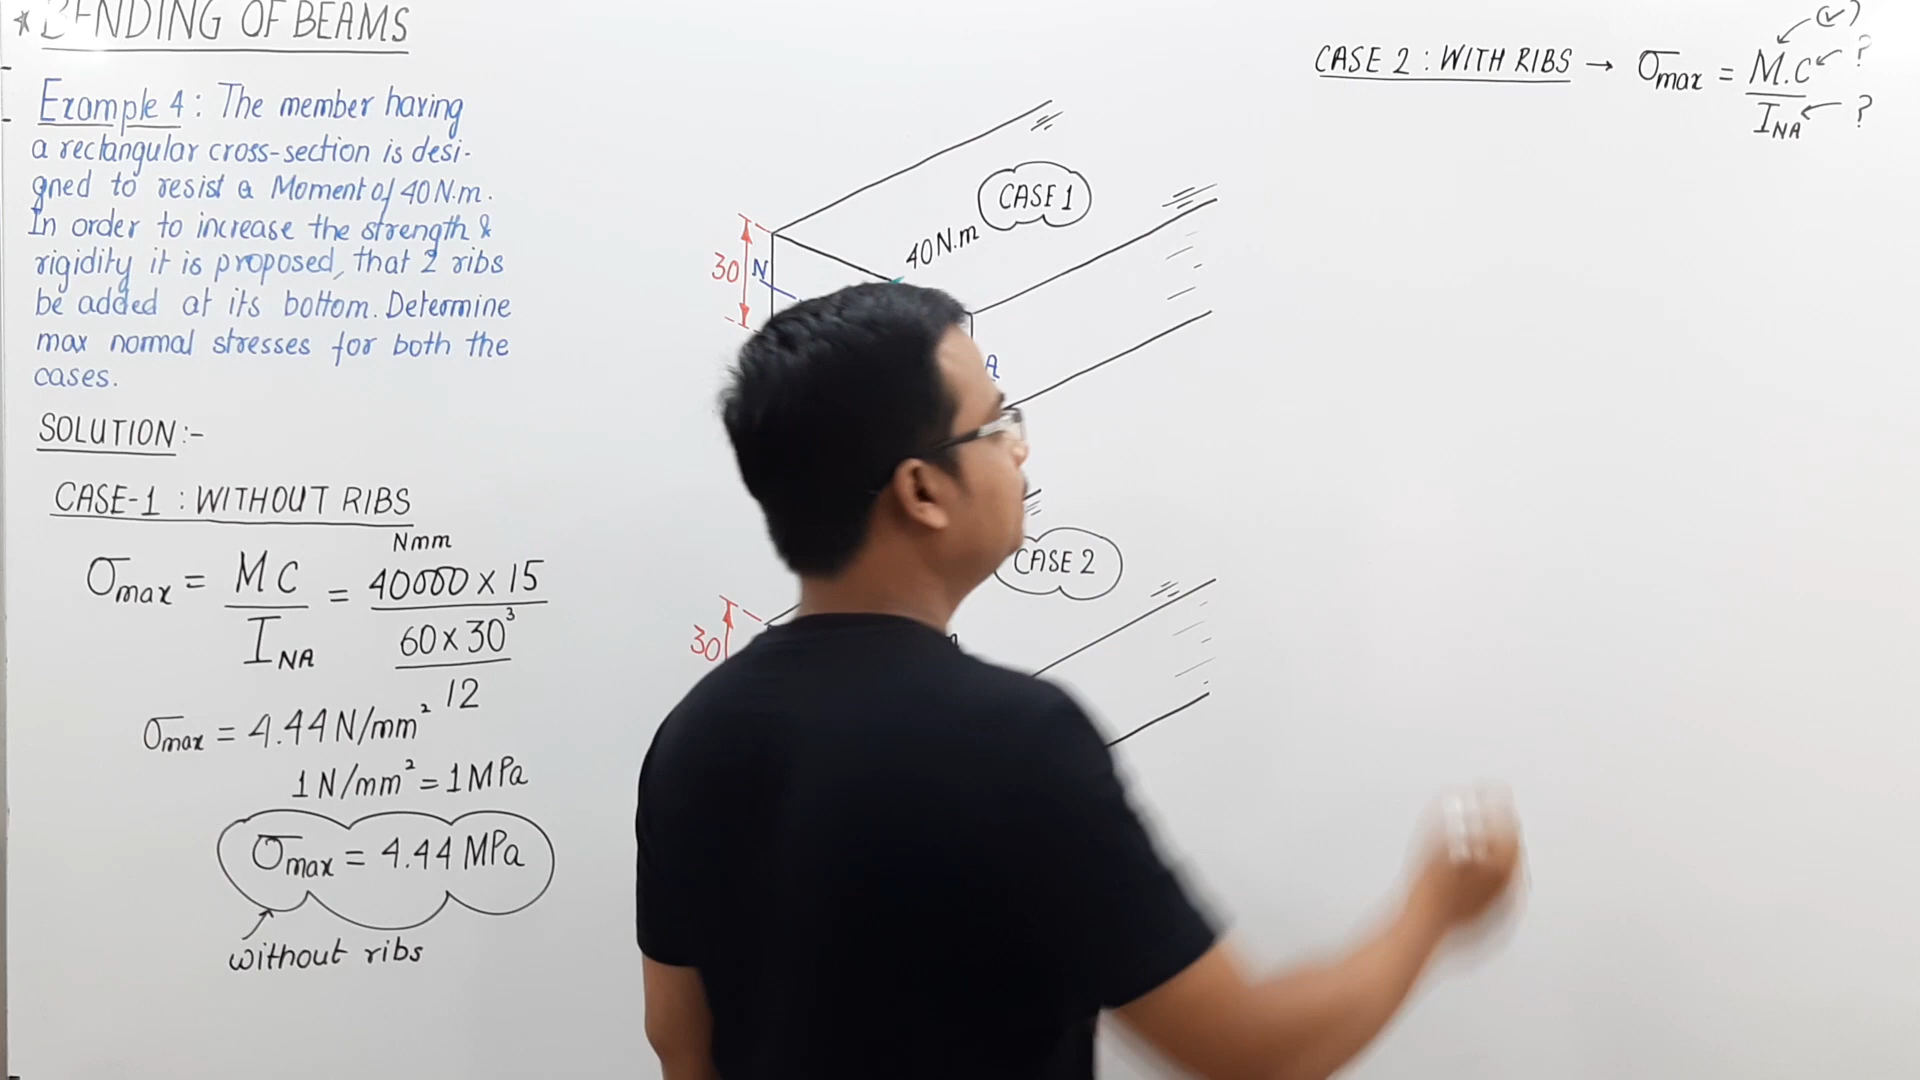 * BENDING OF BEAMS
Example 4 : The member having
a rectangular cross-section is desi-
gned to resist a Moment of 40 N.m.
In order to increase the strength &
rigidity it is proposed, that 2 ribs
be added at its bottom. Determine
max normal stresses for both the
cases.
SOLUTION :-
CASE-1 : WITHOUT RIBS
σmax = MC / INA = 40000 x 15 / 60 x 30³ / 12
Nmm
σmax = 4.44 N/mm²
1 N/mm² = 1 MPa
σmax = 4.44 MPa
without ribs
CASE 1
40 N.m
30
N
A
CASE 2
30
CASE 2 : WITH RIBS → σmax = M.C / INA
(✓)
?
?